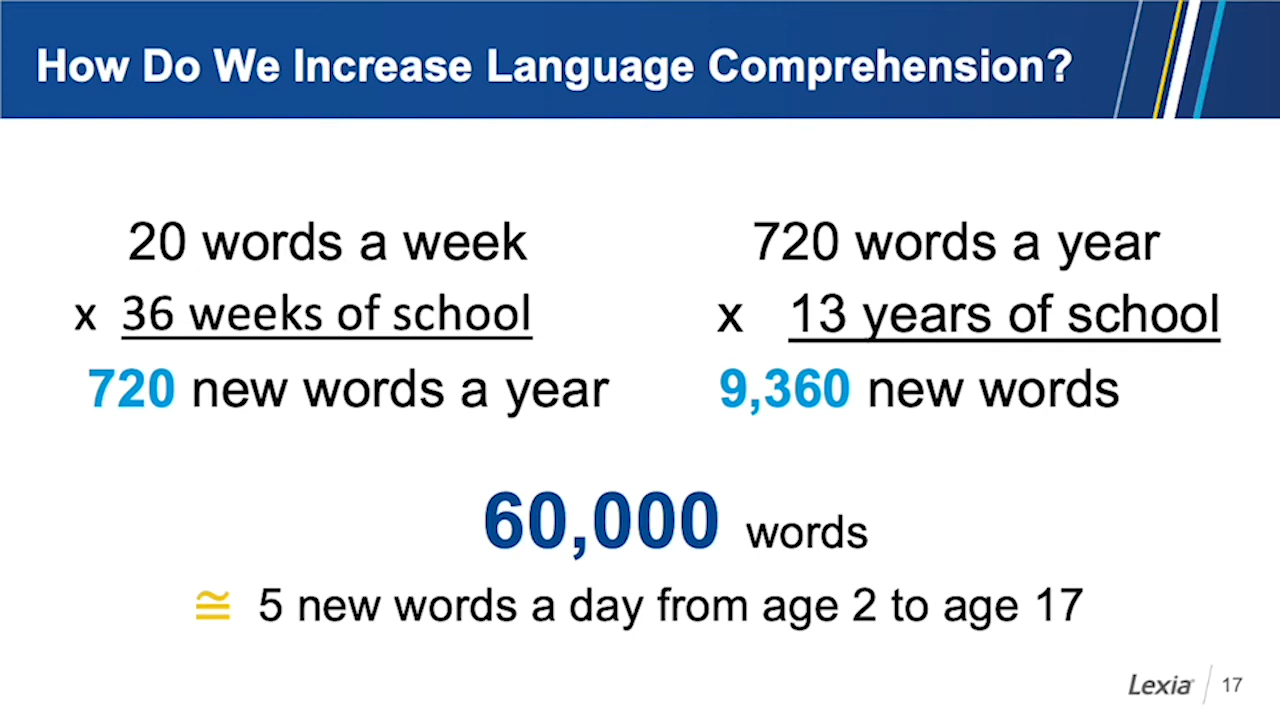 How Do We Increase Language Comprehension?
20 words a week
x 36 weeks of school
720 new words a year
720 words a year
x 13 years of school
9,360 new words
60,000 words
≅ 5 new words a day from age 2 to age 17
Lexia 17